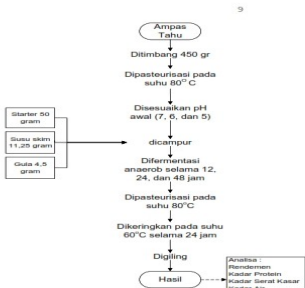 9
Ampas
Tahu
Ditimbang 450 gr
Dipasteurisasi pada
suhu 80°C
Disesuaikan pH
awal (7, 6, dan 5)
Starter 50
gram
Susu skim
11,25 gram
Gula 4,5
gram
dicampur
Difermentasi
anaerob selama 12,
24, dan 48 jam
Dipasteurisasi pada
suhu 80°C
Dikeringkan pada suhu
60°C selama 24 jam
Digiling
Hasil
Analisa :
Rendemen
Kadar Protein
Kadar Serat Kasar
Kadar Air